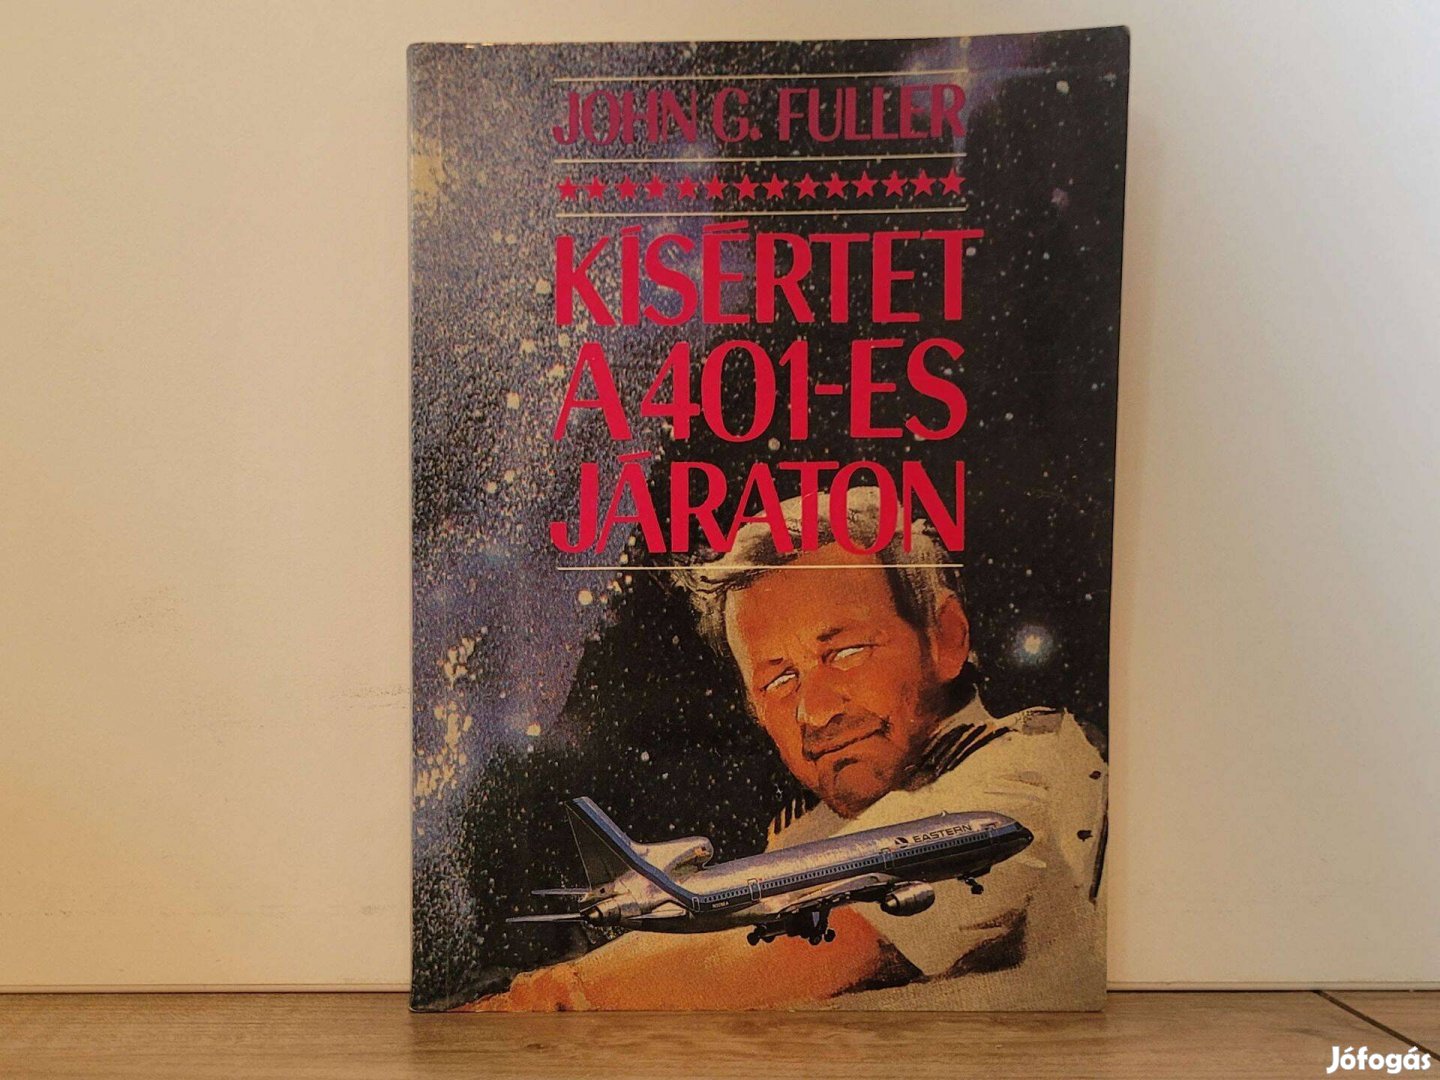 JOHN G. FULLER
KÍSÉRTET
A 401-ES
JÁRATON
EASTERN
Jófogás